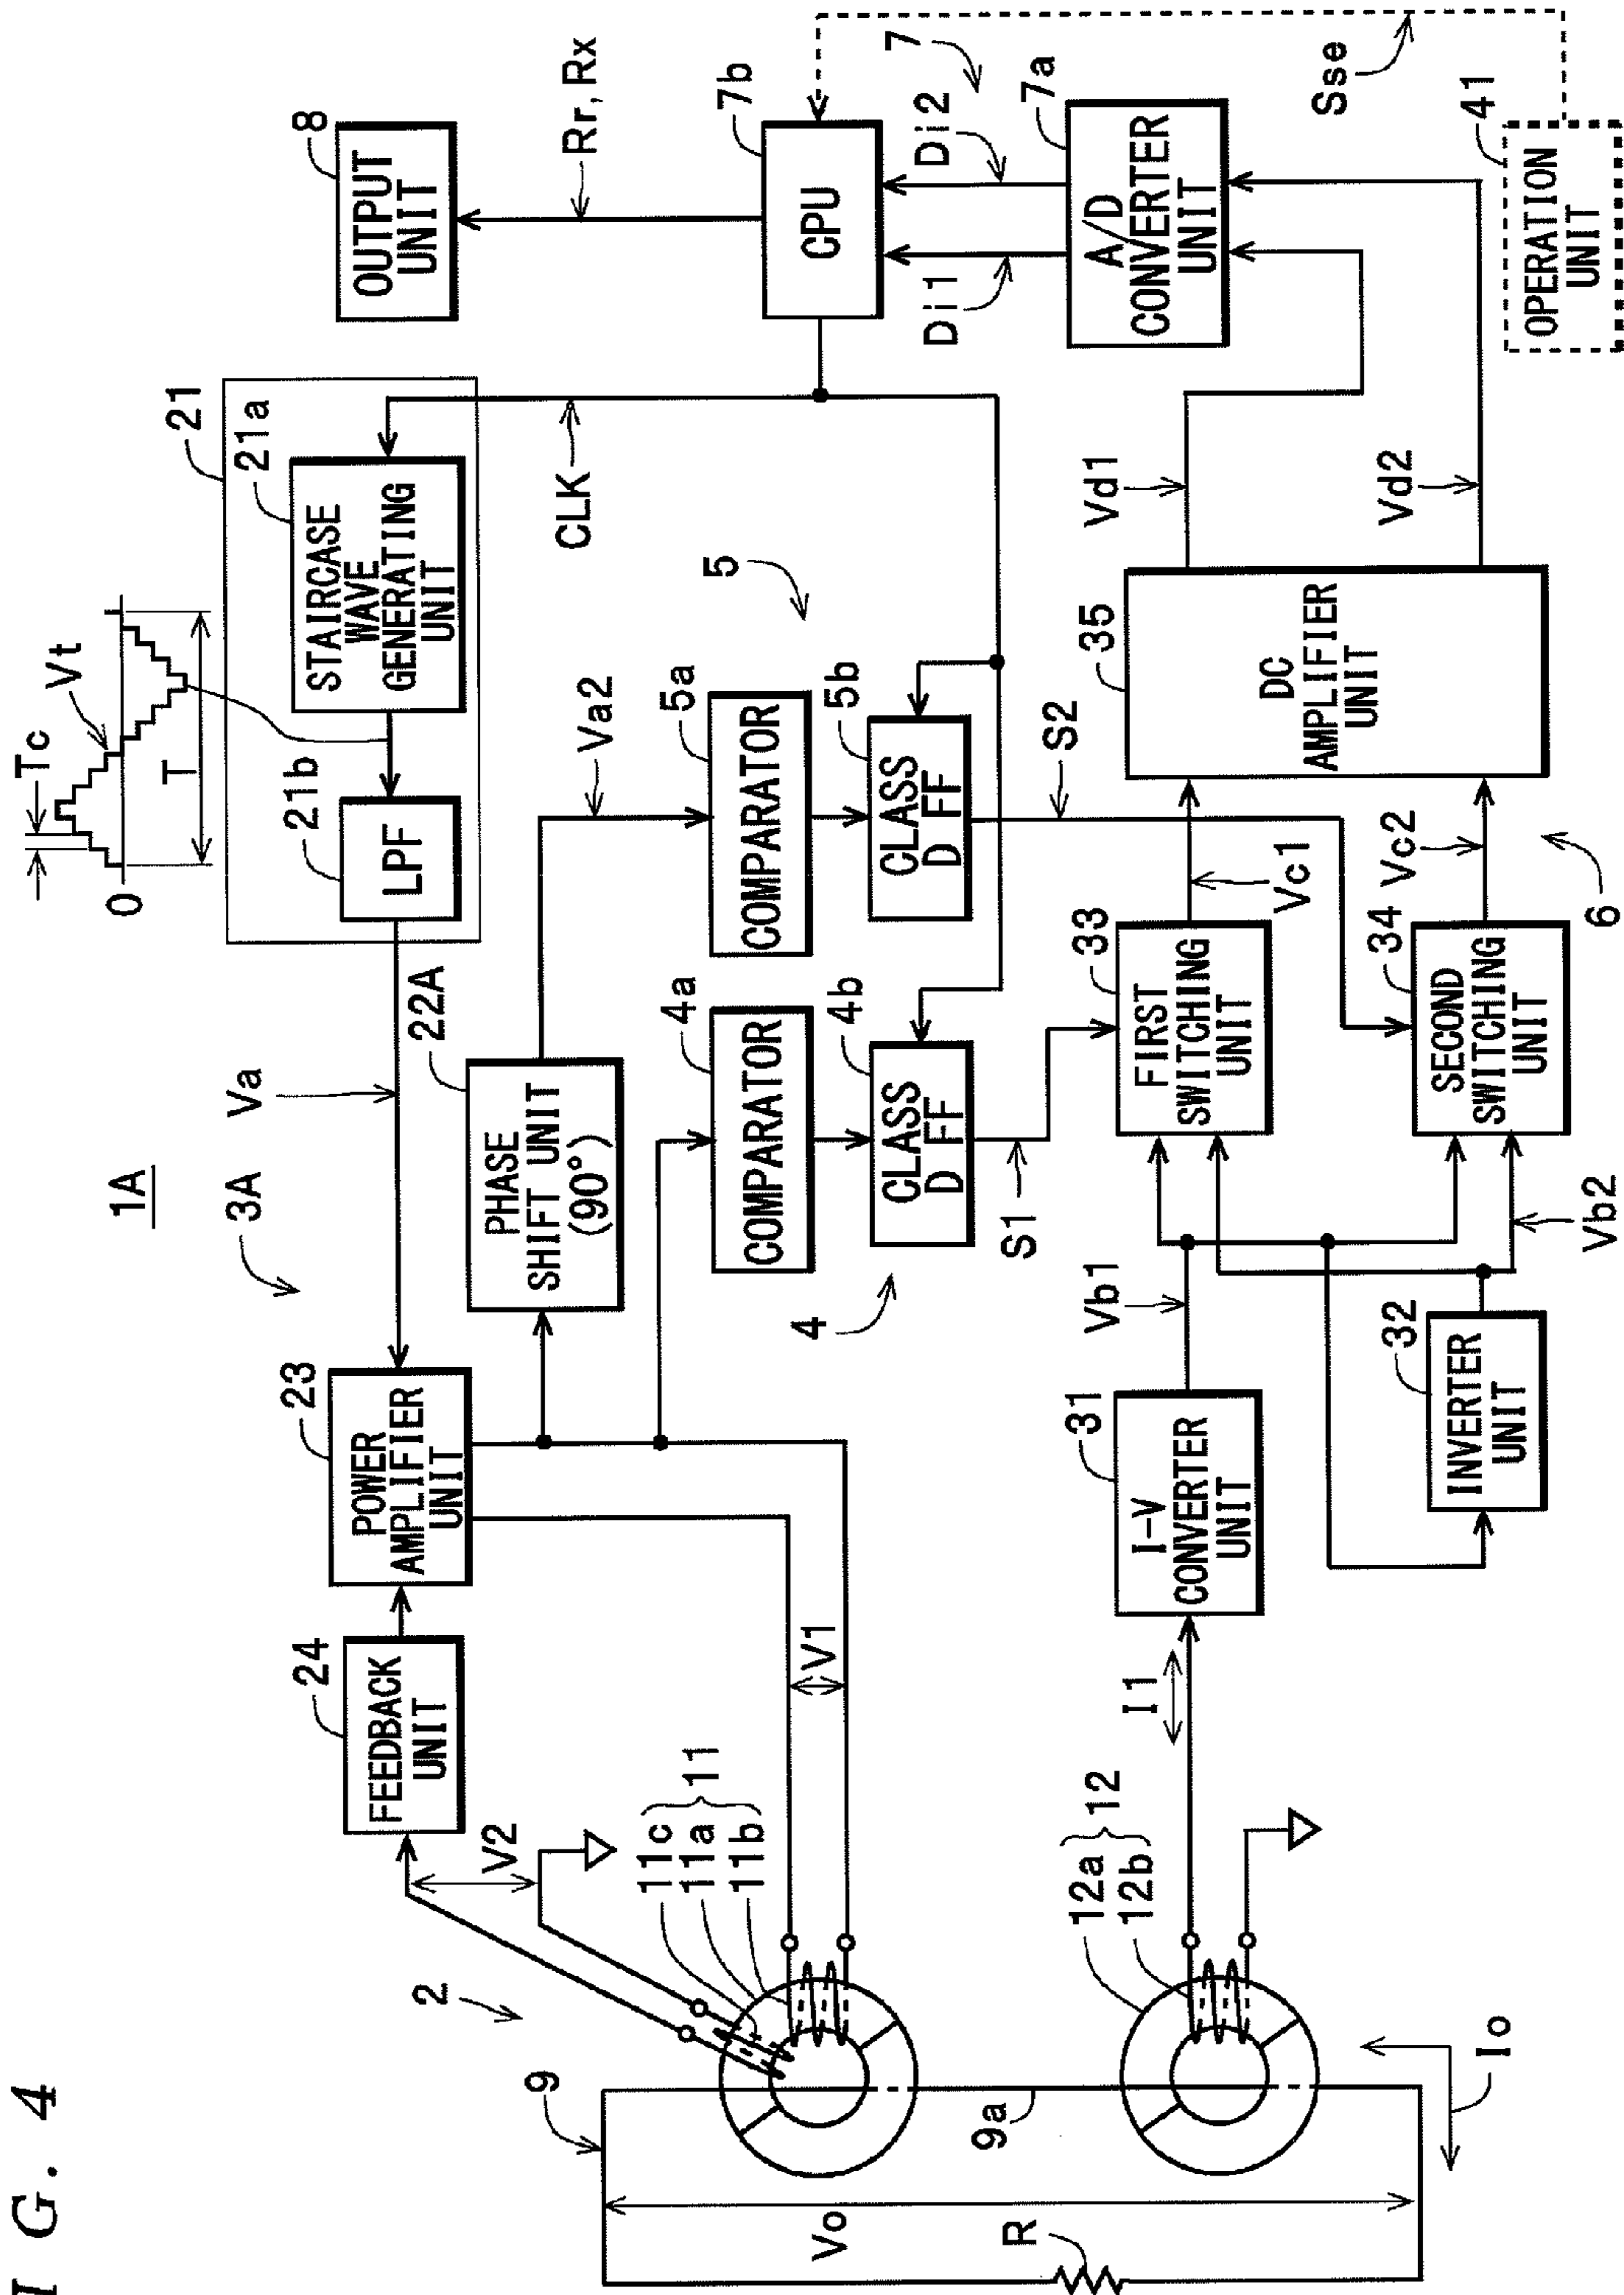 I G. 4
1A
3A
Va
Tc
Vt
T
0
21
21a
STAIRCASE
WAVE
GENERATING
UNIT
21b
LPF
CLK
8
OUTPUT
UNIT
Rr, Rx
24
FEEDBACK
UNIT
23
POWER
AMPLIFIER
UNIT
22A
PHASE
SHIFT UNIT
(90°)
Va2
V2
V1
4a
COMPARATOR
5a
COMPARATOR
5
4b
CLASS
D FF
5b
CLASS
D FF
4
S1
S2
7b
CPU
7
Di1
Di2
7a
A/D
CONVERTER
UNIT
Sse
41
OPERATION
UNIT
2
9
11c
11a
11b
11
9a
Vo
R
Io
12a
12b
12
I1
31
I-V
CONVERTER
UNIT
Vb1
32
INVERTER
UNIT
Vb2
33
FIRST
SWITCHING
UNIT
Vc1
34
SECOND
SWITCHING
UNIT
Vc2
6
35
DC
AMPLIFIER
UNIT
Vd1
Vd2